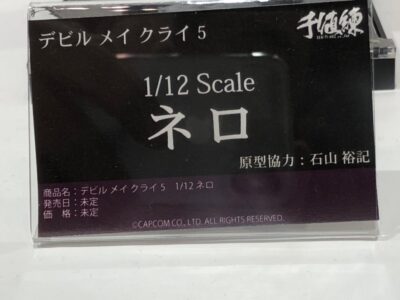 デビル メイ クライ 5
千値練
1/12 Scale
ネロ
原型協力：石山 裕記
商品名：デビル メイ クライ 5　1/12 ネロ
発売日：未定
価　格：未定
©CAPCOM CO., LTD. ALL RIGHTS RESERVED.